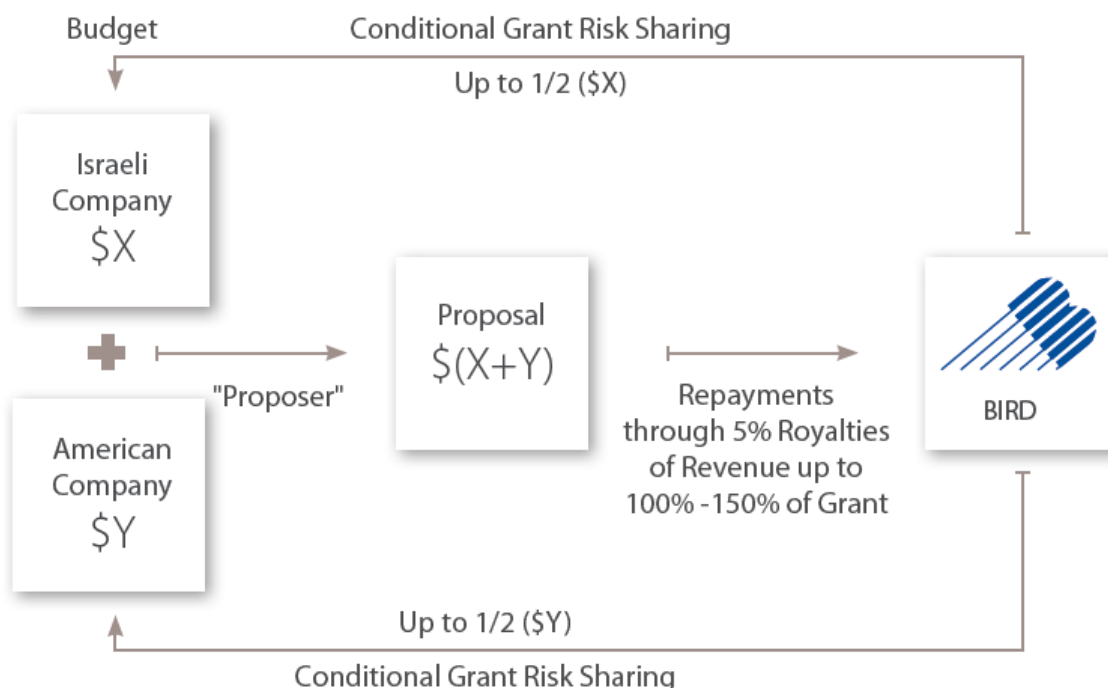 Budget
Conditional Grant Risk Sharing
Up to 1/2 ($X)
Israeli
Company
$X
"Proposer"
American
Company
$Y
Proposal
$(X+Y)
Repayments
through 5% Royalties
of Revenue up to
100% -150% of Grant
BIRD
Up to 1/2 ($Y)
Conditional Grant Risk Sharing